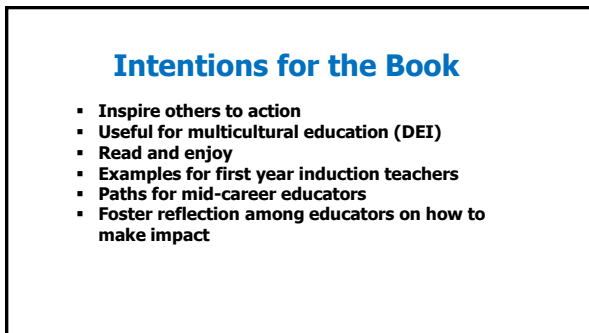 Intentions for the Book
▪ Inspire others to action
▪ Useful for multicultural education (DEI)
▪ Read and enjoy
▪ Examples for first year induction teachers
▪ Paths for mid-career educators
▪ Foster reflection among educators on how to
make impact